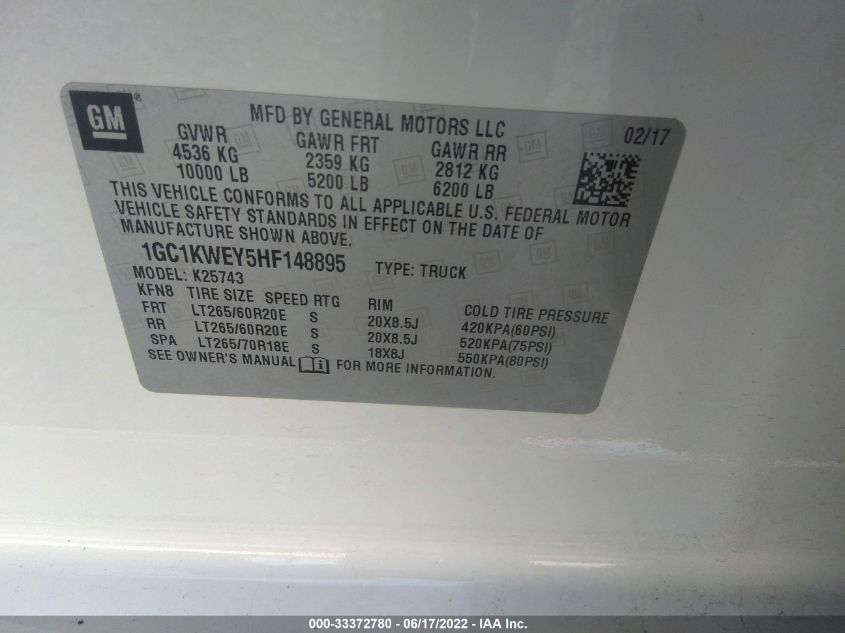 GM ®
MFD BY GENERAL MOTORS LLC
02/17
GVWR GAWR FRT GAWR RR
4536 KG 2359 KG 2812 KG
10000 LB 5200 LB 6200 LB
THIS VEHICLE CONFORMS TO ALL APPLICABLE U.S. FEDERAL MOTOR
VEHICLE SAFETY STANDARDS IN EFFECT ON THE DATE OF
MANUFACTURE SHOWN ABOVE.
1GC1KWEY5HF148895 TYPE: TRUCK
MODEL: K25743
KFN8 TIRE SIZE SPEED RTG RIM COLD TIRE PRESSURE
FRT LT265/60R20E S 20X8.5J 420KPA(60PSI)
RR LT265/60R20E S 20X8.5J 520KPA(75PSI)
SPA LT265/70R18E S 18X8J 550KPA(80PSI)
SEE OWNER'S MANUAL i FOR MORE INFORMATION.
000-33372780 - 06/17/2022 - IAA Inc.